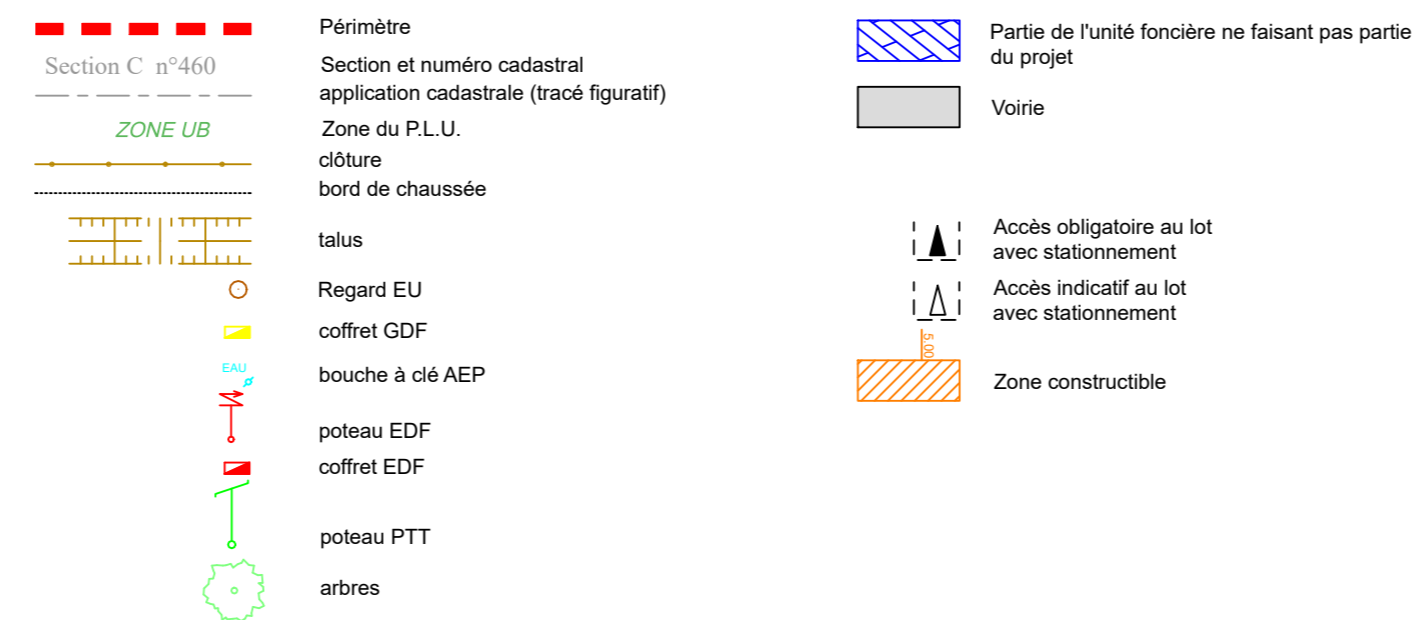 Périmètre
Section C n°460
Section et numéro cadastral
application cadastrale (tracé figuratif)
ZONE UB
Zone du P.L.U.
clôture
bord de chaussée
talus
Regard EU
coffret GDF
EAU
bouche à clé AEP
poteau EDF
coffret EDF
poteau PTT
arbres
Partie de l'unité foncière ne faisant pas partie
du projet
Voirie
Accès obligatoire au lot
avec stationnement
Accès indicatif au lot
avec stationnement
5.00
Zone constructible